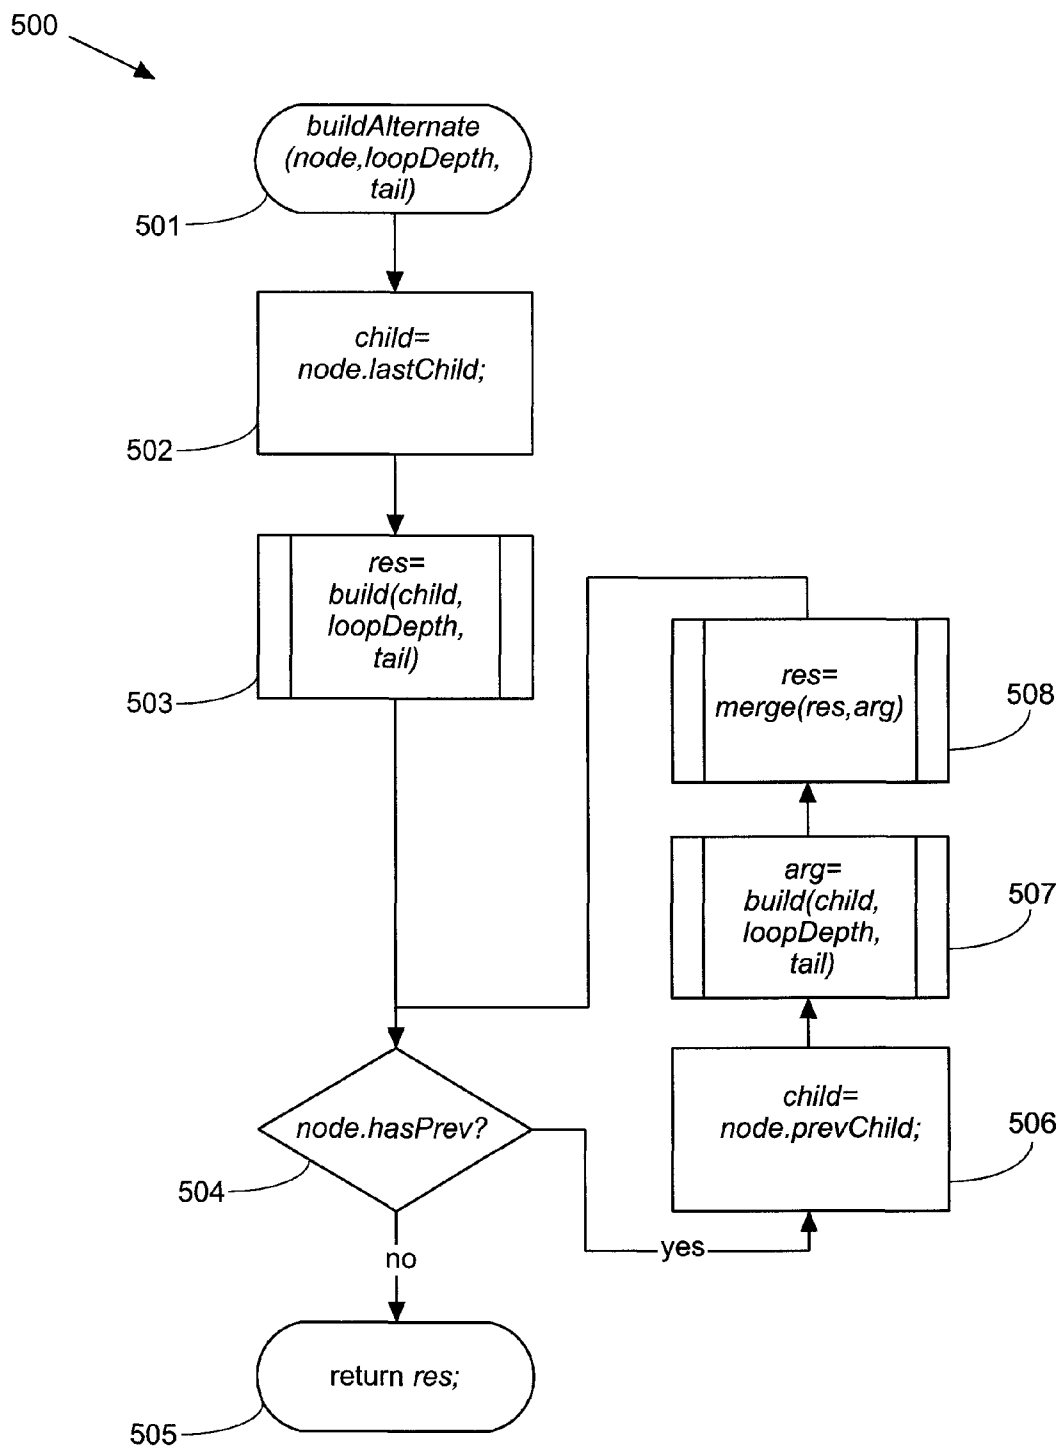 500
buildAlternate
(node,loopDepth,
tail)
501
child=
node.lastChild;
502
res=
build(child,
loopDepth,
tail)
503
res=
merge(res,arg)
508
arg=
build(child,
loopDepth,
tail)
507
child=
node.prevChild;
506
node.hasPrev?
504
yes
no
return res;
505